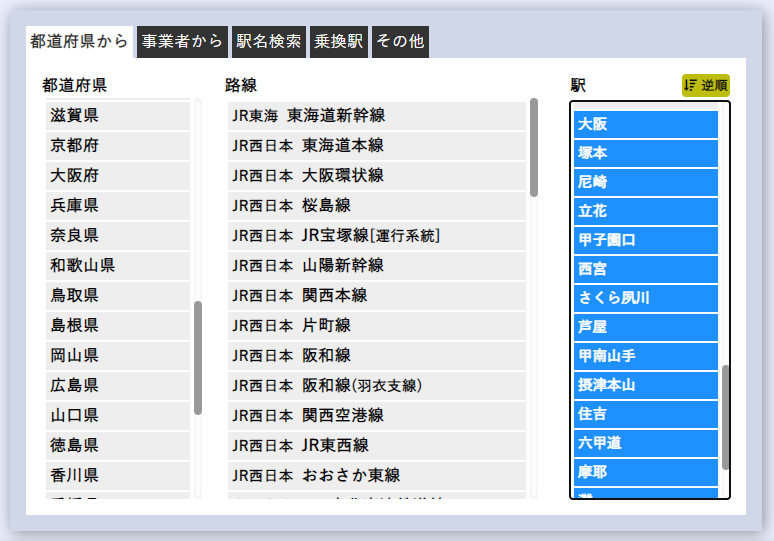 都道府県から 事業者から 駅名検索 乗換駅 その他
都道府県
滋賀県
京都府
大阪府
兵庫県
奈良県
和歌山県
鳥取県
島根県
岡山県
広島県
山口県
徳島県
香川県
路線
JR東海 東海道新幹線
JR西日本 東海道本線
JR西日本 大阪環状線
JR西日本 桜島線
JR西日本 JR宝塚線[運行系統]
JR西日本 山陽新幹線
JR西日本 関西本線
JR西日本 片町線
JR西日本 阪和線
JR西日本 阪和線(羽衣支線)
JR西日本 関西空港線
JR西日本 JR東西線
JR西日本 おおさか東線
駅
逆順
大阪
塚本
尼崎
立花
甲子園口
西宮
さくら夙川
芦屋
甲南山手
摂津本山
住吉
六甲道
摩耶